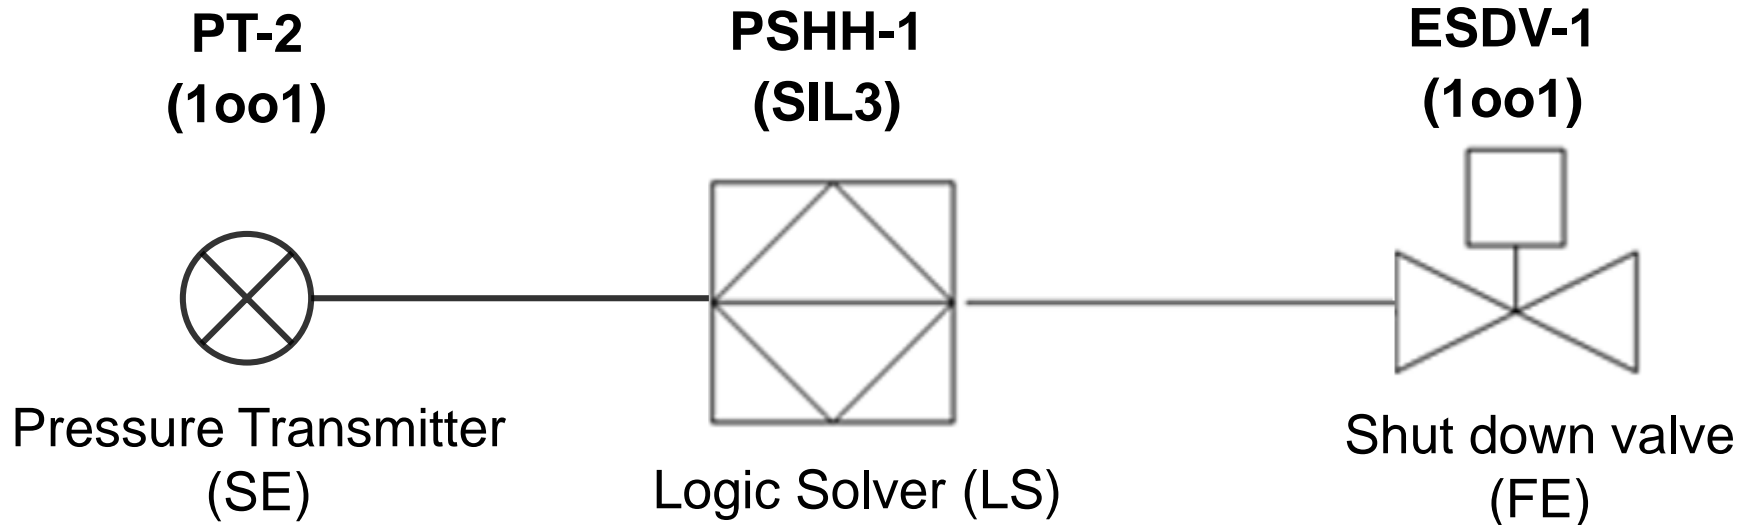 PT-2
(1oo1)
PSHH-1
(SIL3)
ESDV-1
(1oo1)
Pressure Transmitter
(SE)
Logic Solver (LS)
Shut down valve
(FE)